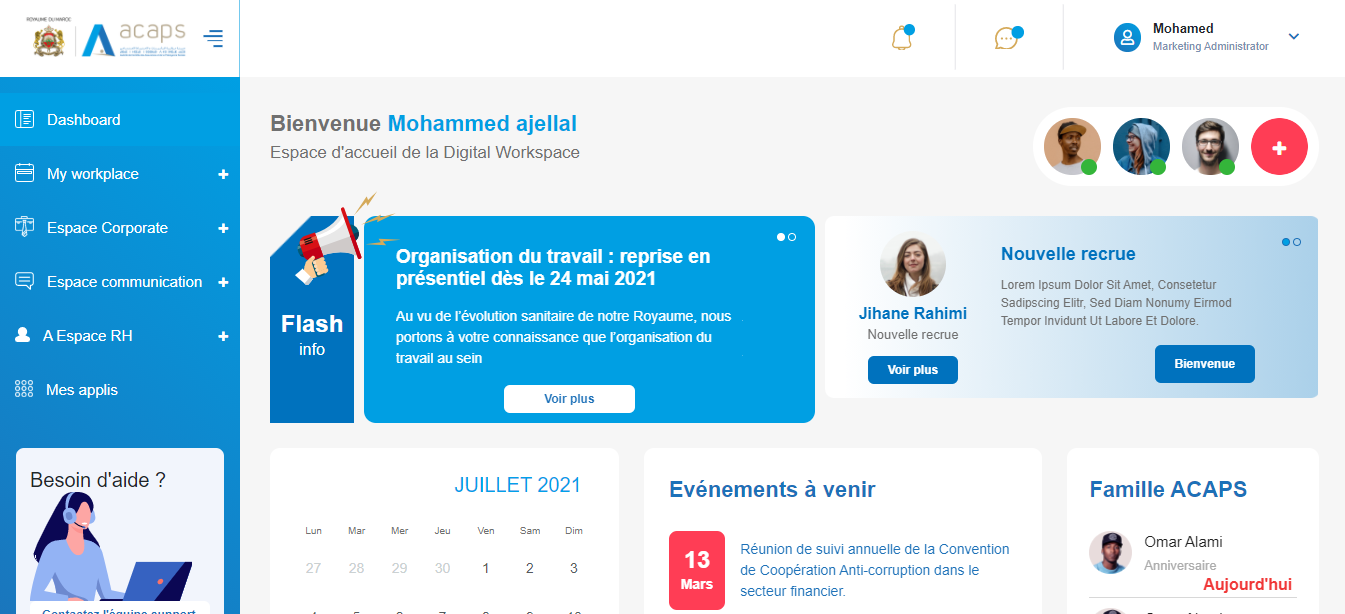 ROYAUME DU MAROC
acaps
Mohamed
Marketing Administrator
Dashboard
My workplace
Espace Corporate
Espace communication
A Espace RH
Mes applis
Besoin d'aide ?
Contactez l'équipe support
Bienvenue Mohammed ajellal
Espace d'accueil de la Digital Workspace
Flash
info
Organisation du travail : reprise en
présentiel dès le 24 mai 2021
Au vu de l'évolution sanitaire de notre Royaume, nous
portons à votre connaissance que l'organisation du
travail au sein
Voir plus
Jihane Rahimi
Nouvelle recrue
Voir plus
Nouvelle recrue
Lorem Ipsum Dolor Sit Amet, Consetetur
Sadipscing Elitr, Sed Diam Nonumy Eirmod
Tempor Invidunt Ut Labore Et Dolore.
Bienvenue
JUILLET 2021
Lun Mar Mer Jeu Ven Sam Dim
27 28 29 30 1 2 3
Evénements à venir
13
Mars
Réunion de suivi annuelle de la Convention
de Coopération Anti-corruption dans le
secteur financier.
Famille ACAPS
Omar Alami
Anniversaire
Aujourd'hui